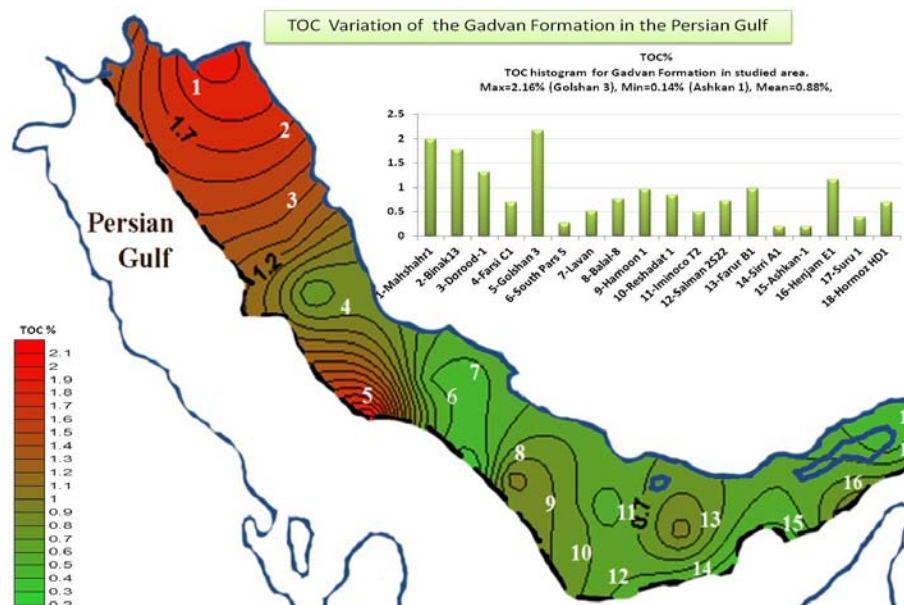 TOC Variation of the Gadvan Formation in the Persian Gulf
TOC%
TOC histogram for Gadvan Formation in studied area.
Max=2.16% (Golshan 3), Min=0.14% (Ashkan 1), Mean=0.88%,
2.5
2
1.5
1
0.5
0
1-Mahshahr1
2-Binak13
3-Dorood-1
4-Farsi C1
5-Golshan 3
6-South Pars 5
7-Lavan
8-Balal-8
9-Hamoon 1
10-Reshadat 1
11-Iminoco T2
12-Salman 2S22
13-Farur B1
14-Sirri A1
15-Ashkan-1
16-Henjam E1
17-Suru 1
18-Hormoz HD1
1
1.7
2
3
Persian
Gulf
1.2
4
5
6
7
8
9
10
11
12
0.7
13
14
15
16
1
1
TOC %
2.1
2
1.9
1.8
1.7
1.6
1.5
1.4
1.3
1.2
1.1
1
0.9
0.8
0.7
0.6
0.5
0.4
0.3
0.2